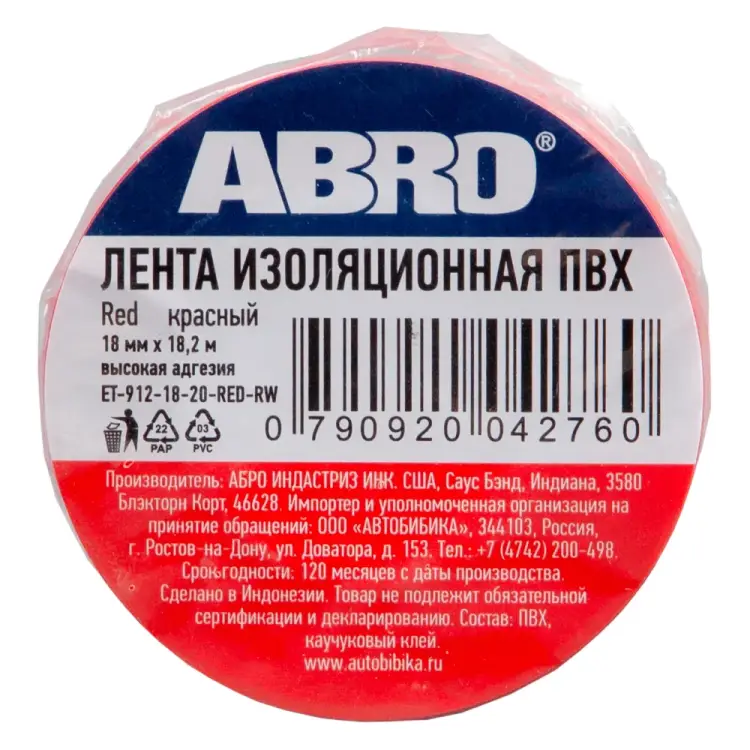 ABRO®
ЛЕНТА ИЗОЛЯЦИОННАЯ ПВХ
Red красный
18 мм x 18,2 м
высокая адгезия
ET-912-18-20-RED-RW
22 03
PAP PVC
0 790920 042760
Производитель: АБРО ИНДАСТРИЗ ИНК. США, Саус Бэнд, Индиана, 3580
Блэкторн Корт, 46628. Импортер и уполномоченная организация на
принятие обращений: ООО «АВТОБИБИКА», 344103, Россия,
г. Ростов-на-Дону, ул. Доватора, д. 153. Тел.: +7 (4742) 200-498.
Срок годности: 120 месяцев с даты производства.
Сделано в Индонезии. Товар не подлежит обязательной
сертификации и декларированию. Состав: ПВХ,
каучуковый клей.
www.autobibika.ru